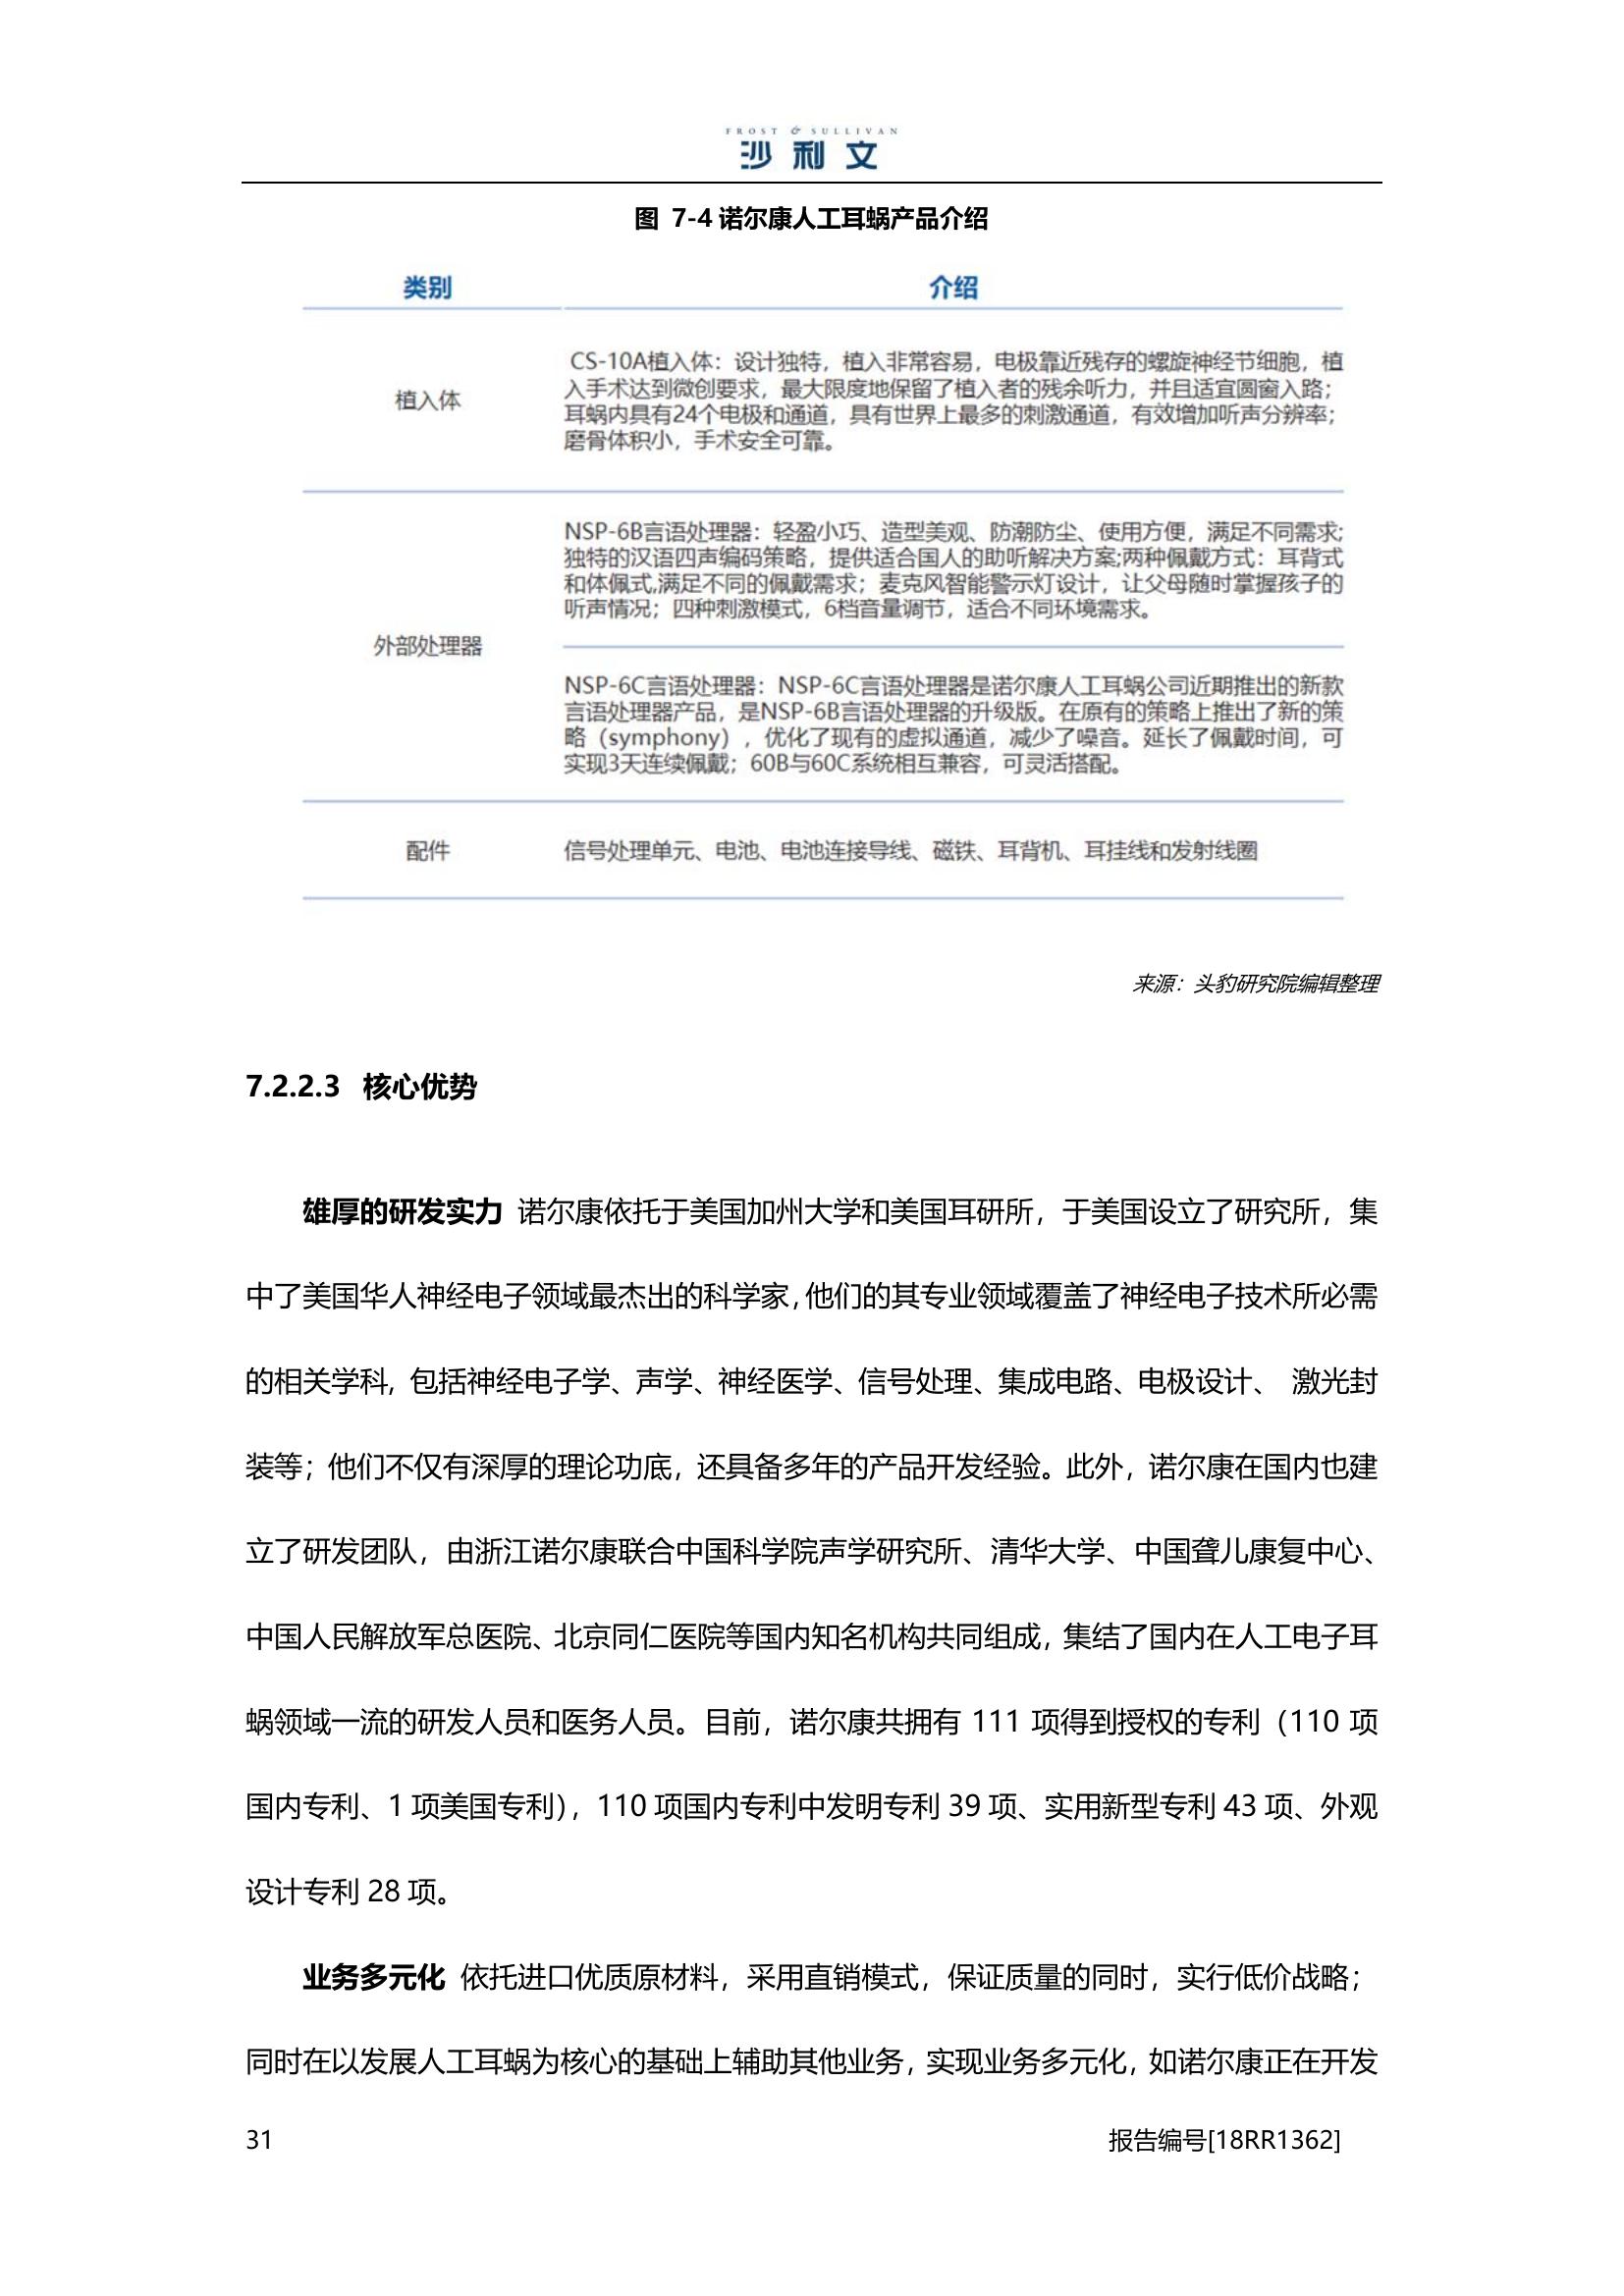 FROST & SULLIVAN
沙利文
图 7-4 诺尔康人工耳蜗产品介绍
类别
介绍
植入体
CS-10A植入体：设计独特，植入非常容易，电极靠近残存的螺旋神经节细胞，植
入手术达到微创要求，最大限度地保留了植入者的残余听力，并且适宜圆窗入路；
耳蜗内具有24个电极和通道，具有世界上最多的刺激通道，有效增加听声分辨率；
磨骨体积小，手术安全可靠。
外部处理器
NSP-6B言语处理器：轻盈小巧、造型美观、防潮防尘、使用方便，满足不同需求;
独特的汉语四声编码策略，提供适合国人的助听解决方案;两种佩戴方式：耳背式
和体佩式,满足不同的佩戴需求；麦克风智能警示灯设计，让父母随时掌握孩子的
听声情况；四种刺激模式，6档音量调节，适合不同环境需求。
NSP-6C言语处理器：NSP-6C言语处理器是诺尔康人工耳蜗公司近期推出的新款
言语处理器产品，是NSP-6B言语处理器的升级版。在原有的策略上推出了新的策
略（symphony），优化了现有的虚拟通道，减少了噪音。延长了佩戴时间，可
实现3天连续佩戴；60B与60C系统相互兼容，可灵活搭配。
配件
信号处理单元、电池、电池连接导线、磁铁、耳背机、耳挂线和发射线圈
来源：头豹研究院编辑整理
7.2.2.3 核心优势
雄厚的研发实力 诺尔康依托于美国加州大学和美国耳研所，于美国设立了研究所，集
中了美国华人神经电子领域最杰出的科学家，他们的其专业领域覆盖了神经电子技术所必需
的相关学科，包括神经电子学、声学、神经医学、信号处理、集成电路、电极设计、 激光封
装等；他们不仅有深厚的理论功底，还具备多年的产品开发经验。此外，诺尔康在国内也建
立了研发团队，由浙江诺尔康联合中国科学院声学研究所、清华大学、中国聋儿康复中心、
中国人民解放军总医院、北京同仁医院等国内知名机构共同组成，集结了国内在人工电子耳
蜗领域一流的研发人员和医务人员。目前，诺尔康共拥有 111 项得到授权的专利（110 项
国内专利、1 项美国专利），110 项国内专利中发明专利 39 项、实用新型专利 43 项、外观
设计专利 28 项。
业务多元化 依托进口优质原材料，采用直销模式，保证质量的同时，实行低价战略；
同时在以发展人工耳蜗为核心的基础上辅助其他业务，实现业务多元化，如诺尔康正在开发
31
报告编号[18RR1362]